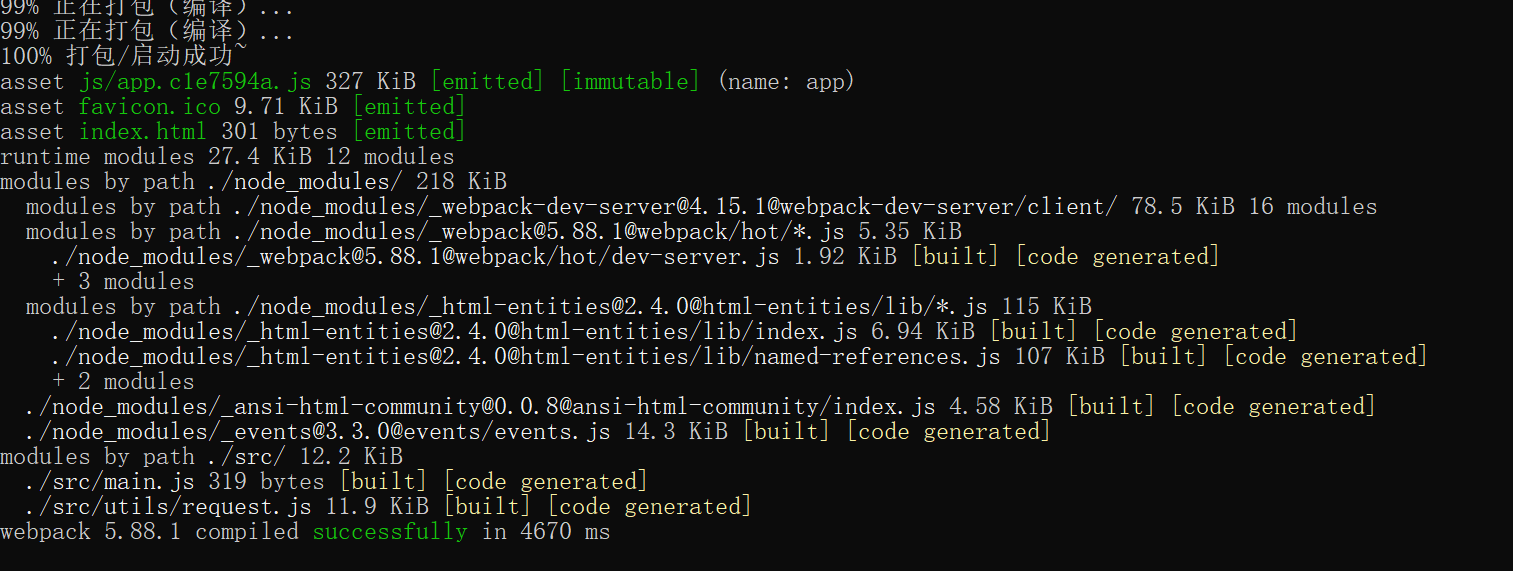 99% 正在打包（编译）...
99% 正在打包（编译）...
100% 打包/启动成功~
asset js/app.c1e7594a.js 327 KiB [emitted] [immutable] (name: app)
asset favicon.ico 9.71 KiB [emitted]
asset index.html 301 bytes [emitted]
runtime modules 27.4 KiB 12 modules
modules by path ./node_modules/ 218 KiB
  modules by path ./node_modules/_webpack-dev-server@4.15.1@webpack-dev-server/client/ 78.5 KiB 16 modules
  modules by path ./node_modules/_webpack@5.88.1@webpack/hot/*.js 5.35 KiB
    ./node_modules/_webpack@5.88.1@webpack/hot/dev-server.js 1.92 KiB [built] [code generated]
    + 3 modules
  modules by path ./node_modules/_html-entities@2.4.0@html-entities/lib/*.js 115 KiB
    ./node_modules/_html-entities@2.4.0@html-entities/lib/index.js 6.94 KiB [built] [code generated]
    ./node_modules/_html-entities@2.4.0@html-entities/lib/named-references.js 107 KiB [built] [code generated]
    + 2 modules
  ./node_modules/_ansi-html-community@0.0.8@ansi-html-community/index.js 4.58 KiB [built] [code generated]
  ./node_modules/_events@3.3.0@events/events.js 14.3 KiB [built] [code generated]
modules by path ./src/ 12.2 KiB
  ./src/main.js 319 bytes [built] [code generated]
  ./src/utils/request.js 11.9 KiB [built] [code generated]
webpack 5.88.1 compiled successfully in 4670 ms